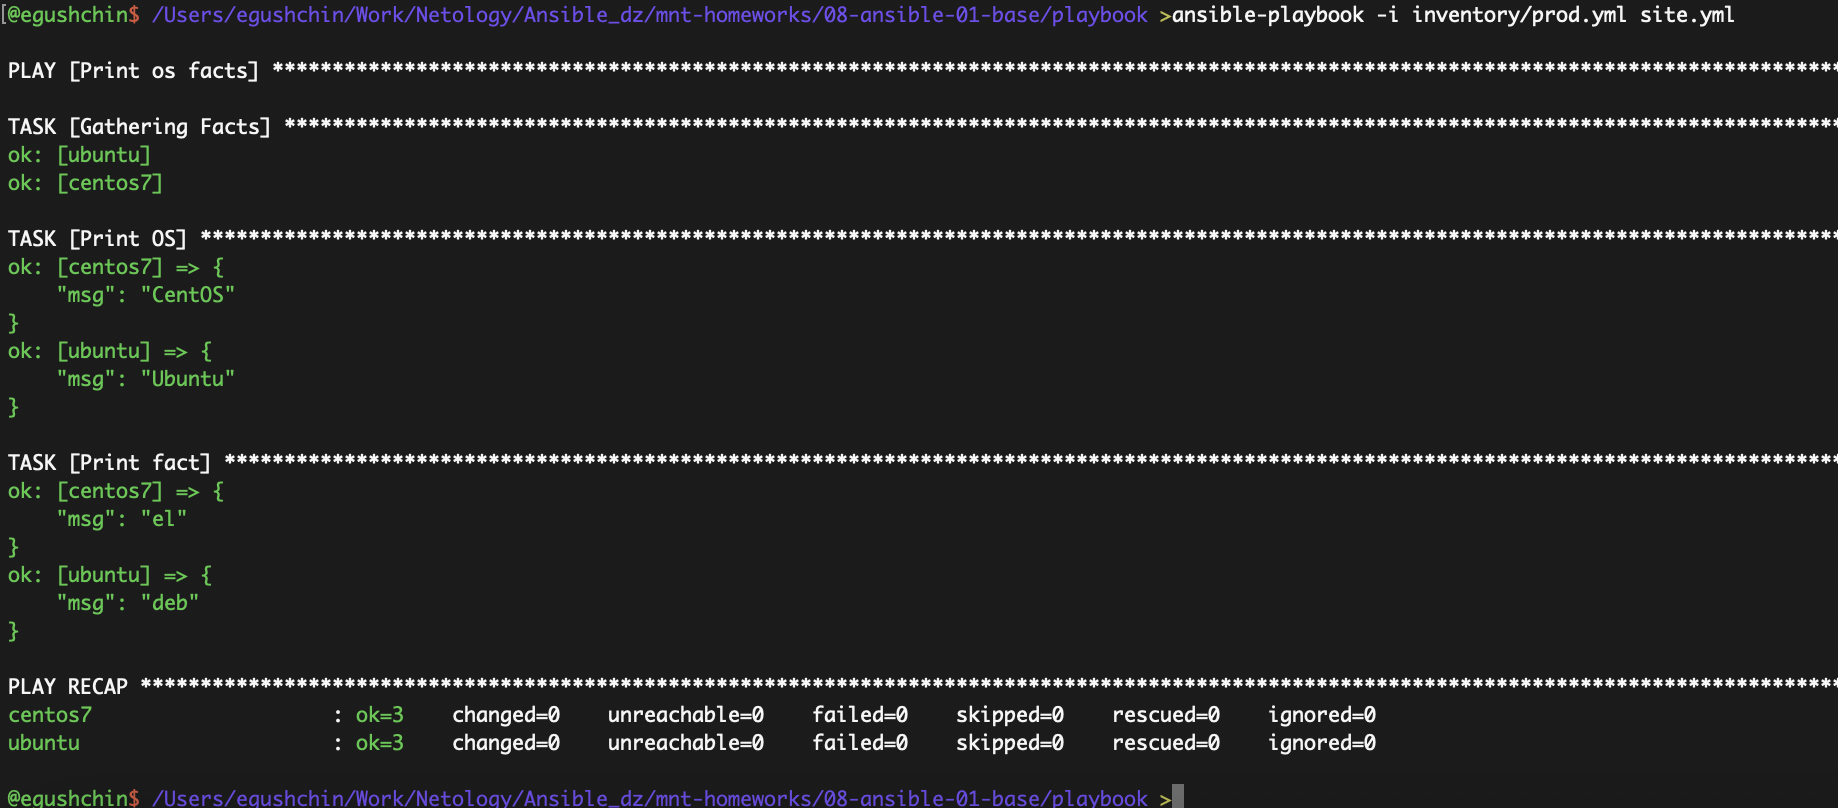 [@egushchin$ /Users/egushchin/Work/Netology/Ansible_dz/mnt-homeworks/08-ansible-01-base/playbook >ansible-playbook -i inventory/prod.yml site.yml
PLAY [Print os facts] **********************************************************************************************************************************
TASK [Gathering Facts] *********************************************************************************************************************************
ok: [ubuntu]
ok: [centos7]
TASK [Print OS] ****************************************************************************************************************************************
ok: [centos7] => {
    "msg": "CentOS"
}
ok: [ubuntu] => {
    "msg": "Ubuntu"
}
TASK [Print fact] **************************************************************************************************************************************
ok: [centos7] => {
    "msg": "el"
}
ok: [ubuntu] => {
    "msg": "deb"
}
PLAY RECAP *********************************************************************************************************************************************
centos7                    : ok=3    changed=0    unreachable=0    failed=0    skipped=0    rescued=0    ignored=0
ubuntu                     : ok=3    changed=0    unreachable=0    failed=0    skipped=0    rescued=0    ignored=0
@egushchin$ /Users/egushchin/Work/Netology/Ansible_dz/mnt-homeworks/08-ansible-01-base/playbook >